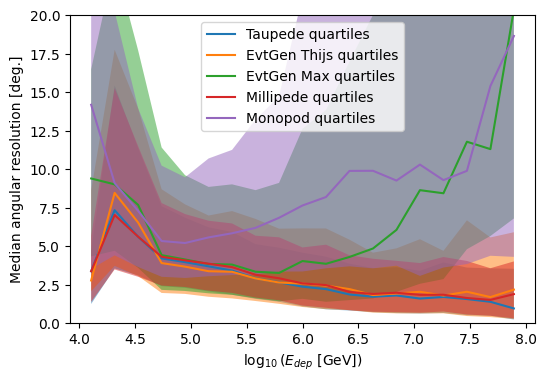 20.0
17.5
15.0
12.5
10.0
7.5
5.0
2.5
0.0
Median angular resolution [deg.]
Taupede quartiles
EvtGen Thijs quartiles
EvtGen Max quartiles
Millipede quartiles
Monopod quartiles
4.0 4.5 5.0 5.5 6.0 6.5 7.0 7.5 8.0
log10 (Edep [GeV])